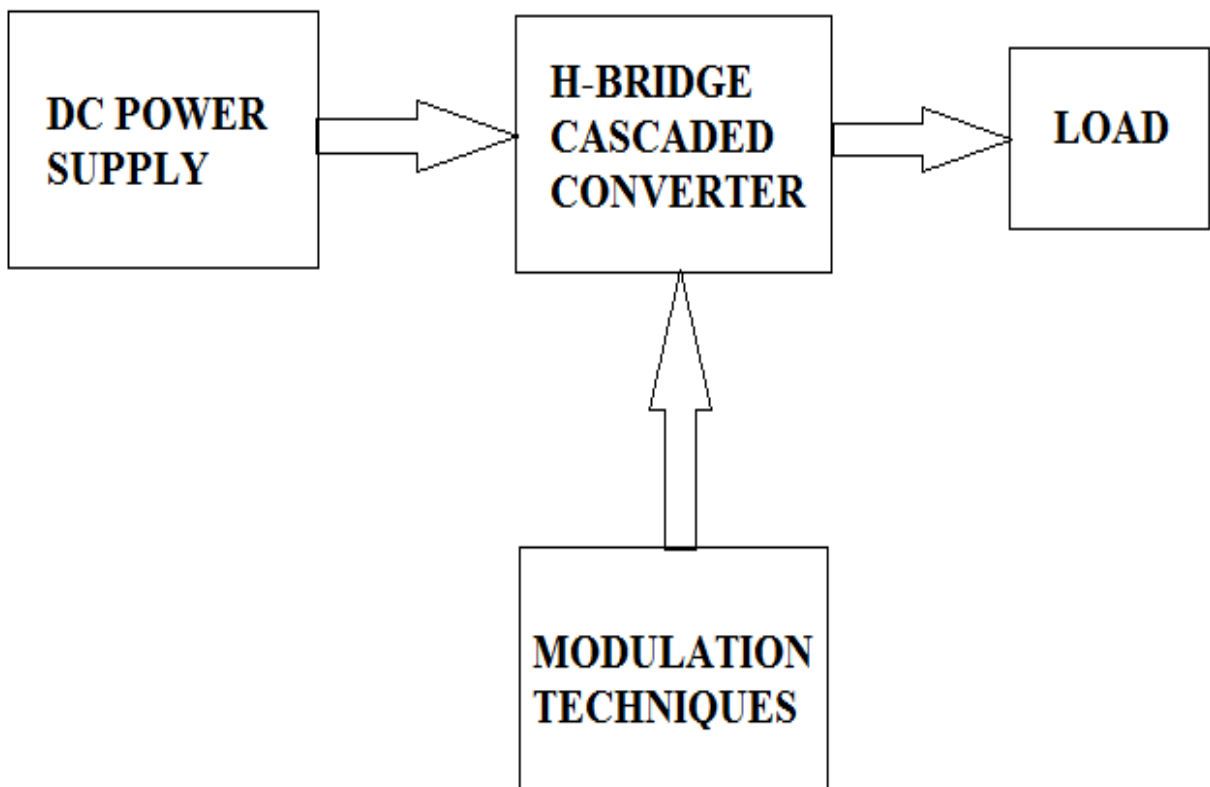 DC POWER
SUPPLY
H-BRIDGE
CASCADED
CONVERTER
LOAD
MODULATION
TECHNIQUES